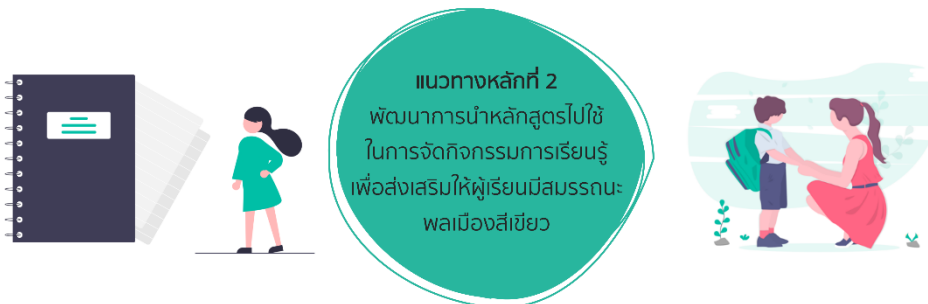 แนวทางหลักที่ 2
พัฒนาการนำหลักสูตรไปใช้
ในการจัดกิจกรรมการเรียนรู้
เพื่อส่งเสริมให้ผู้เรียนมีสมรรถนะ
พลเมืองสีเขียว